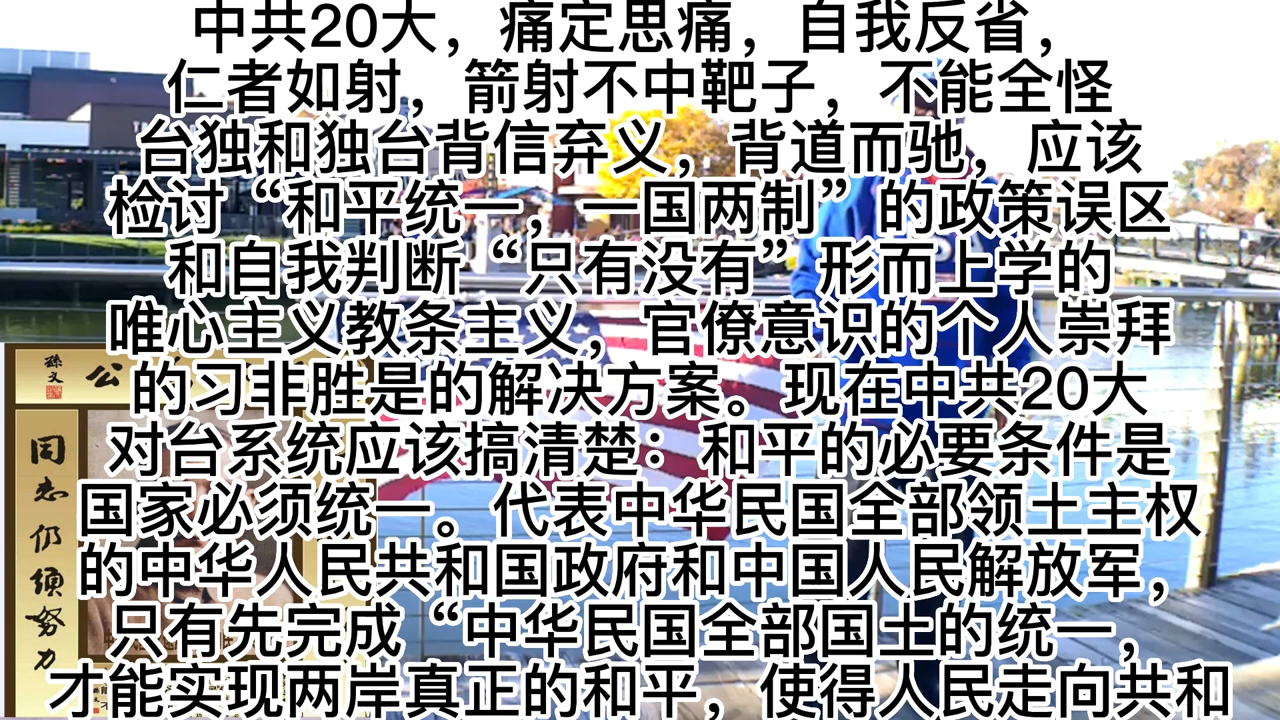 中共20大，痛定思痛，自我反省，
仁者如射，箭射不中靶子，不能全怪
台独和独台背信弃义，背道而驰，应该
检讨“和平统一，一国两制”的政策误区
和自我判断“只有没有”形而上学的
唯心主义教条主义，官僚意识的个人崇拜
的习非胜是的解决方案。现在中共20大
对台系统应该搞清楚：和平的必要条件是
国家必须统一。代表中华民国全部领土主权
的中华人民共和国政府和中国人民解放军，
只有先完成“中华民国全部国土的统一，
才能实现两岸真正的和平，使得人民走向共和
孫文
公
同志仍須努力